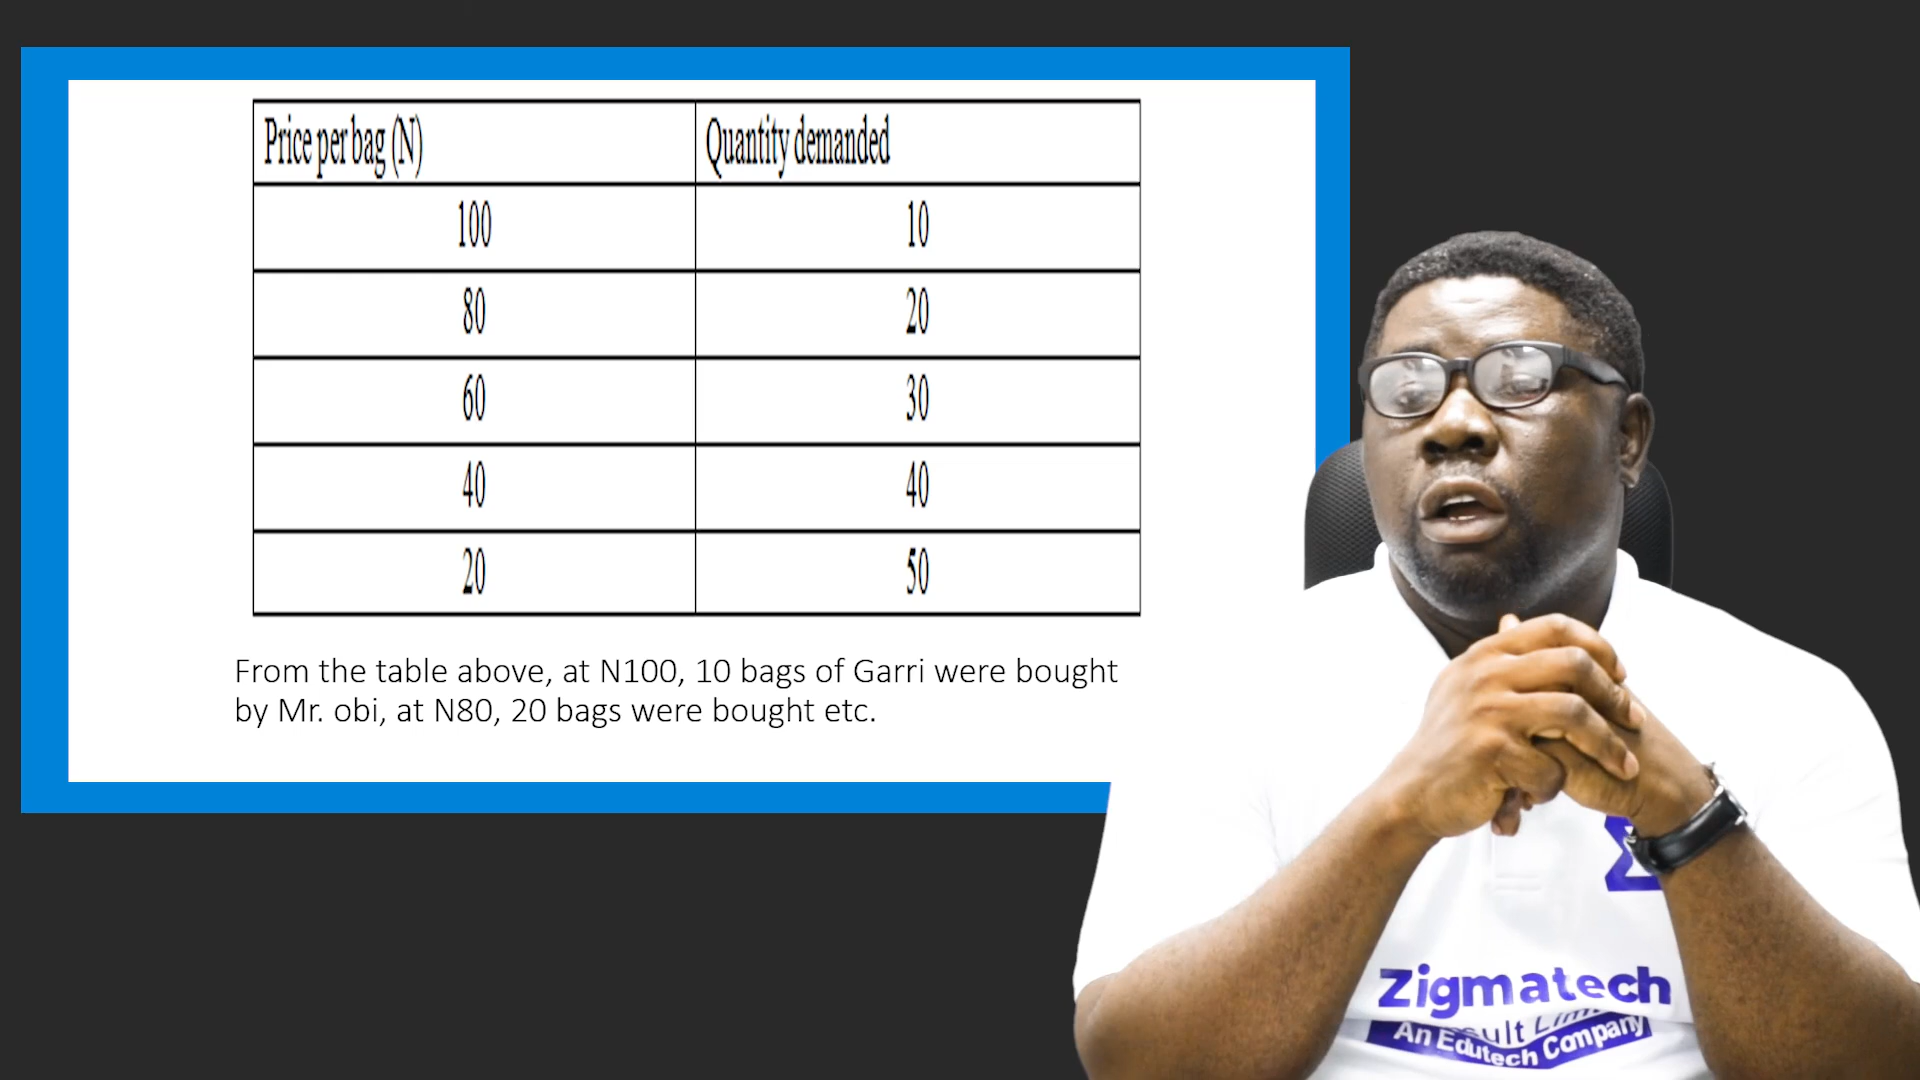 Price per bag (N) Quantity demanded
100 10
80 20
60 30
40 40
20 50
From the table above, at N100, 10 bags of Garri were bought
by Mr. obi, at N80, 20 bags were bought etc.
Zigmatech
An Edutech Company